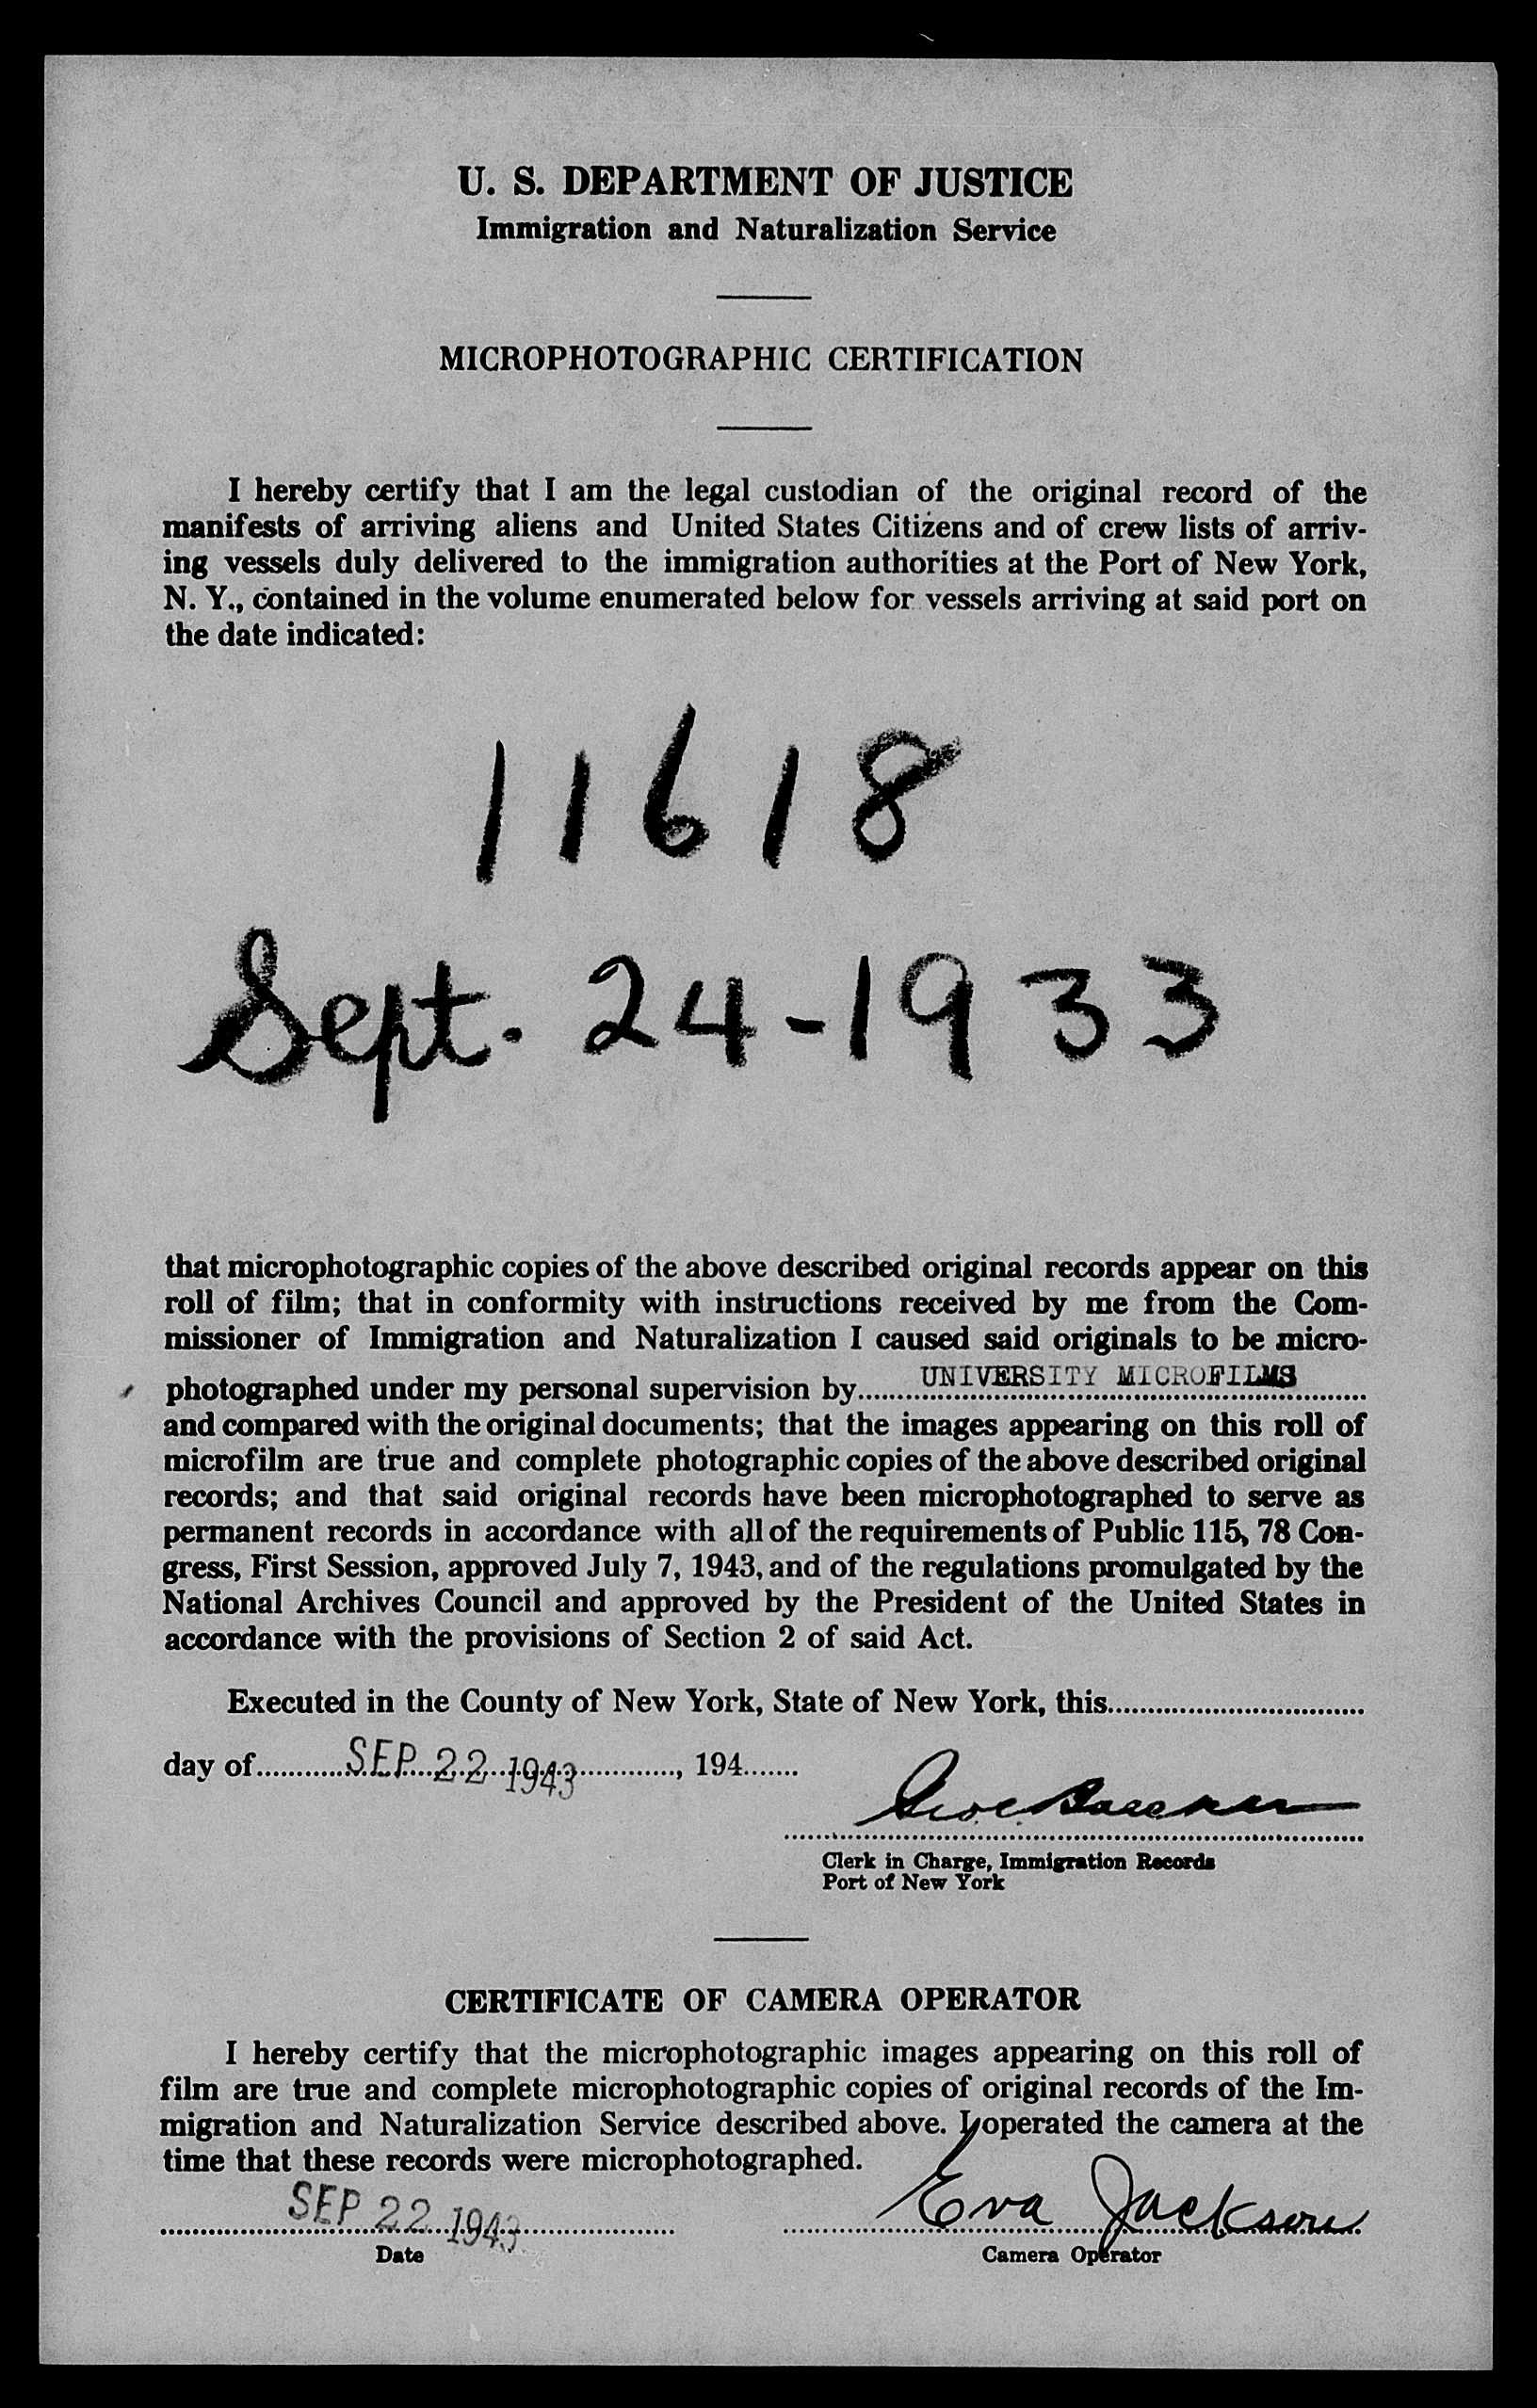 U. S. DEPARTMENT OF JUSTICE
Immigration and Naturalization Service
MICROPHOTOGRAPHIC CERTIFICATION
I hereby certify that I am the legal custodian of the original record of the
manifests of arriving aliens and United States Citizens and of crew lists of arriv-
ing vessels duly delivered to the immigration authorities at the Port of New York,
N. Y., contained in the volume enumerated below for vessels arriving at said port on
the date indicated:
11618
Sept. 24-1933
that microphotographic copies of the above described original records appear on this
roll of film; that in conformity with instructions received by me from the Com-
missioner of Immigration and Naturalization I caused said originals to be micro-
photographed under my personal supervision by UNIVERSITY MICROFILMS
and compared with the original documents; that the images appearing on this roll of
microfilm are true and complete photographic copies of the above described original
records; and that said original records have been microphotographed to serve as
permanent records in accordance with all of the requirements of Public 115, 78 Con-
gress, First Session, approved July 7, 1943, and of the regulations promulgated by the
National Archives Council and approved by the President of the United States in
accordance with the provisions of Section 2 of said Act.
Executed in the County of New York, State of New York, this
day of SEP 22 1943, 194
Clerk in Charge, Immigration Records
Port of New York
CERTIFICATE OF CAMERA OPERATOR
I hereby certify that the microphotographic images appearing on this roll of
film are true and complete microphotographic copies of original records of the Im-
migration and Naturalization Service described above. I operated the camera at the
time that these records were microphotographed.
SEP 22 1943 Eva Jackson
Date Camera Operator